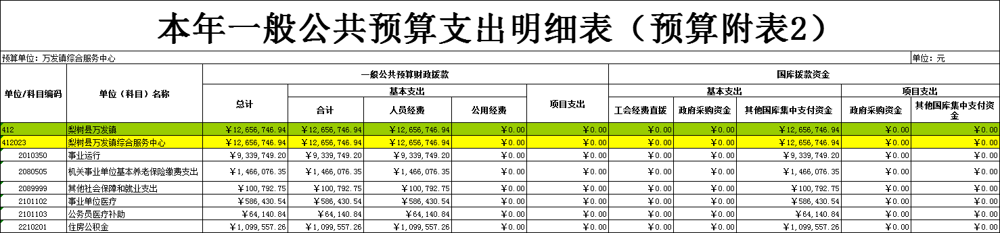 本年一般公共预算支出明细表（预算附表2）
预算单位：万发镇综合服务中心 单位：元
单位/科目编码 单位（科目）名称 一般公共预算财政拨款 国库拨款资金
总计 基本支出 项目支出 基本支出 项目支出
合计 人员经费 公用经费 工会经费直拨 政府采购资金 其他国库集中支付资金 政府采购资金 其他国库集中支付资金
412 梨树县万发镇 ￥12,656,746.94 ￥12,656,746.94 ￥12,656,746.94 ￥0.00 ￥0.00 ￥0.00 ￥0.00 ￥12,656,746.94 ￥0.00 ￥0.00
412023 梨树县万发镇综合服务中心 ￥12,656,746.94 ￥12,656,746.94 ￥12,656,746.94 ￥0.00 ￥0.00 ￥0.00 ￥0.00 ￥12,656,746.94 ￥0.00 ￥0.00
2010350 事业运行 ￥9,339,749.20 ￥9,339,749.20 ￥9,339,749.20 ￥0.00 ￥0.00 ￥0.00 ￥0.00 ￥9,339,749.20 ￥0.00 ￥0.00
2080505 机关事业单位基本养老保险缴费支出 ￥1,466,076.35 ￥1,466,076.35 ￥1,466,076.35 ￥0.00 ￥0.00 ￥0.00 ￥0.00 ￥1,466,076.35 ￥0.00 ￥0.00
2089999 其他社会保障和就业支出 ￥100,792.75 ￥100,792.75 ￥100,792.75 ￥0.00 ￥0.00 ￥0.00 ￥0.00 ￥100,792.75 ￥0.00 ￥0.00
2101102 事业单位医疗 ￥586,430.54 ￥586,430.54 ￥586,430.54 ￥0.00 ￥0.00 ￥0.00 ￥0.00 ￥586,430.54 ￥0.00 ￥0.00
2101103 公务员医疗补助 ￥64,140.84 ￥64,140.84 ￥64,140.84 ￥0.00 ￥0.00 ￥0.00 ￥0.00 ￥64,140.84 ￥0.00 ￥0.00
2210201 住房公积金 ￥1,099,557.26 ￥1,099,557.26 ￥1,099,557.26 ￥0.00 ￥0.00 ￥0.00 ￥0.00 ￥1,099,557.26 ￥0.00 ￥0.00